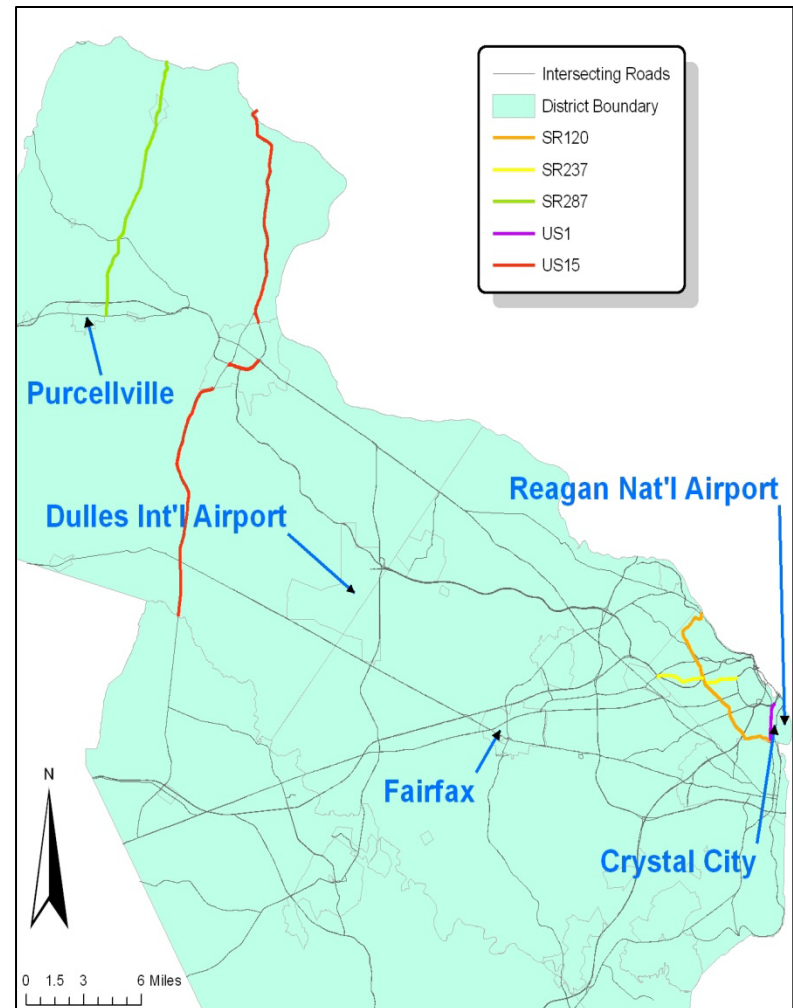 Intersecting Roads
District Boundary
SR120
SR237
SR287
US1
US15
Purcellville
Reagan Nat'l Airport
Dulles Int'l Airport
Fairfax
Crystal City
N
0 1.5 3 6 Miles